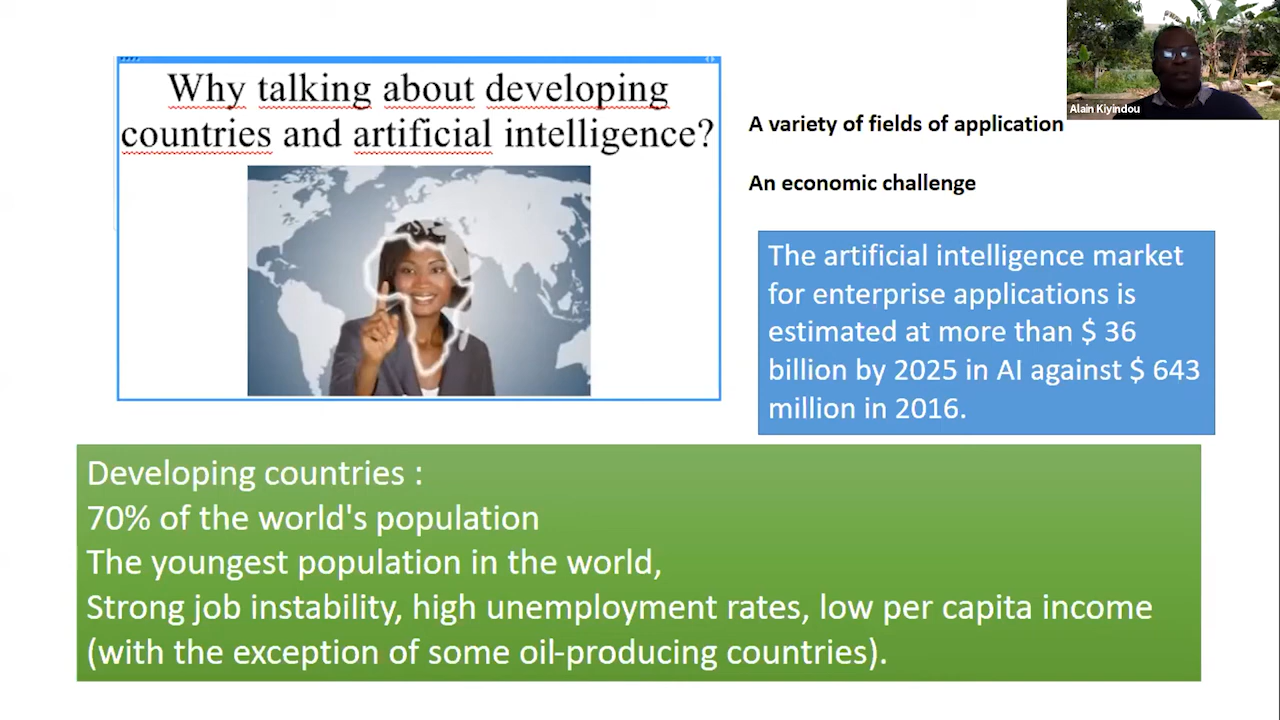 Why talking about developing
countries and artificial intelligence?
A variety of fields of application
An economic challenge
Alain Kiyindou
The artificial intelligence market
for enterprise applications is
estimated at more than $ 36
billion by 2025 in AI against $ 643
million in 2016.
Developing countries :
70% of the world's population
The youngest population in the world,
Strong job instability, high unemployment rates, low per capita income
(with the exception of some oil-producing countries).